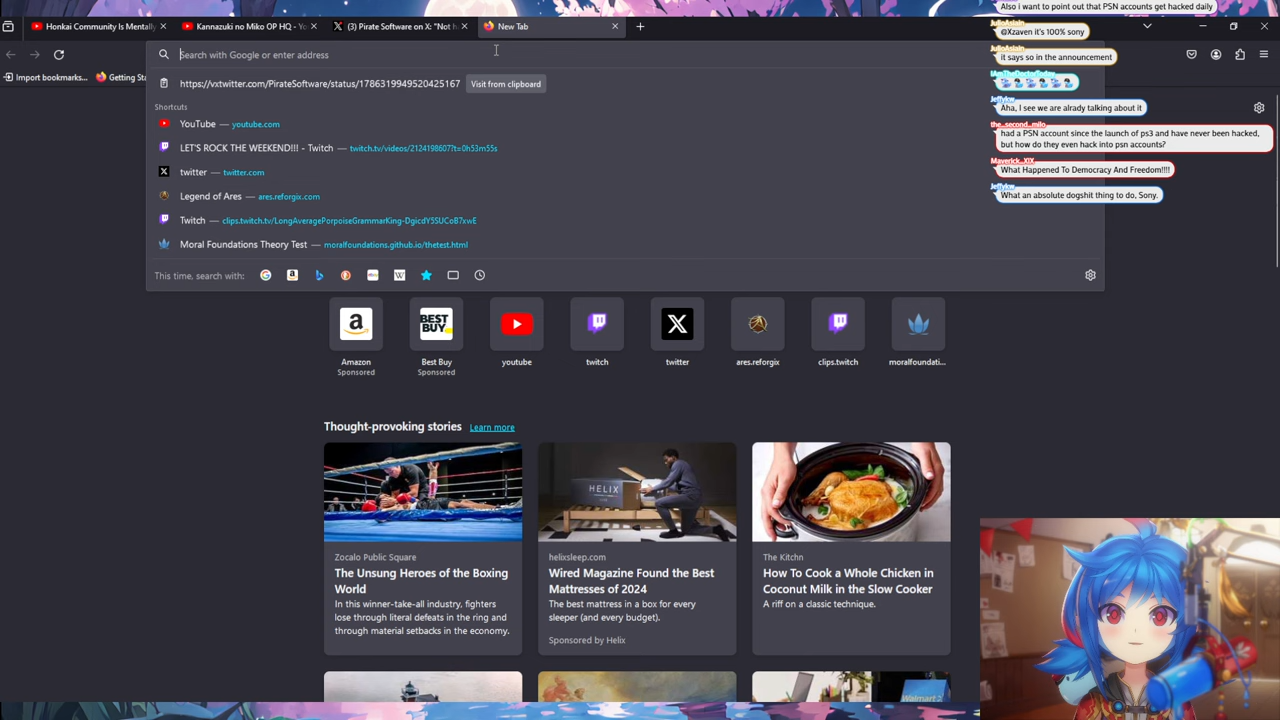 Honkai Community Is Mentally
Kannazuki no Miko OP HQ - You
(3) Pirate Software on X: "Not h
New Tab
Search with Google or enter address
Import bookmarks...
Getting Sta
https://vxtwitter.com/PirateS
Visit from clipboard
Shortcuts
YouTube — youtube.com
LET'S ROCK THE WEEKEND!!! - Twitch — twitch.tv/videos/2124198607?t=0h53m55s
twitter — twitter.com
Legend of Ares — ares.reforgix.com
Twitch — clips.twitch.tv/LongAveragePorpoiseGrammarKing-DgicdY5SUCoB7xwE
Moral Foundations Theory Test — moralfoundations.github.io/thetest.html
This time, search with:
Also I want to point out that PSN accounts get hacked daily
JulioAsiain
@Xzaven it's 100% sony
JulioAsiain
it says so in the announcement
IAmTheDoctorToday
Jeffykw
Aha, I see we are alrady talking about it
the_second_milo
had a PSN account since the launch of ps3 and have never been hacked,
but how do they even hack into psn accounts?
Maverick_XIX
What Happened To Democracy And Freedom!!!!
Jeffykw
What an absolute dogshit thing to do, Sony.
Amazon
Sponsored
Best Buy
Sponsored
youtube
twitch
twitter
ares.reforgix
clips.twitch
moralfoundati...
Thought-provoking stories
Learn more
Zocalo Public Square
The Unsung Heroes of the Boxing
World
In this winner-take-all industry, fighters
lose through literal defeats in the ring and
through material setbacks in the economy.
HELIX
helixsleep.com
Wired Magazine Found the Best
Mattresses of 2024
The best mattress in a box for every
sleeper (and every budget).
Sponsored by Helix
The Kitchn
How To Cook a Whole Chicken in
Coconut Milk in the Slow Cooker
A riff on a classic technique.